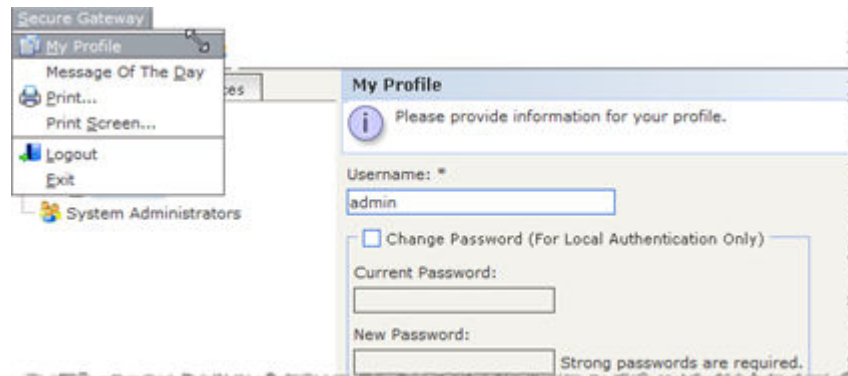 Secure Gateway
My Profile
Message Of The Day
Print...
Print Screen...
Logout
Exit
System Administrators
My Profile
Please provide information for your profile.
Username: *
admin
Change Password (For Local Authentication Only)
Current Password:
New Password:
Strong passwords are required.